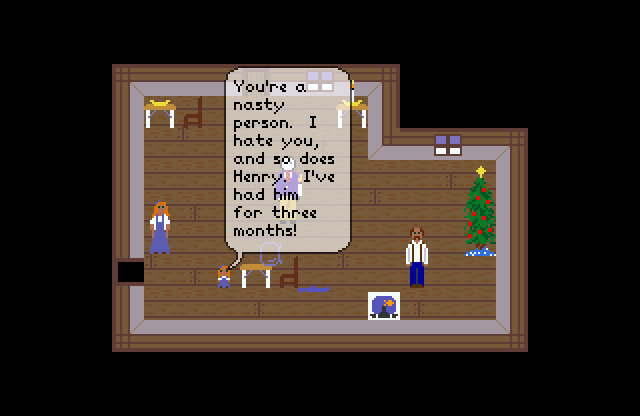 You're a
nasty
person. I
hate you,
and so does
Henry. I've
had him
for three
months!